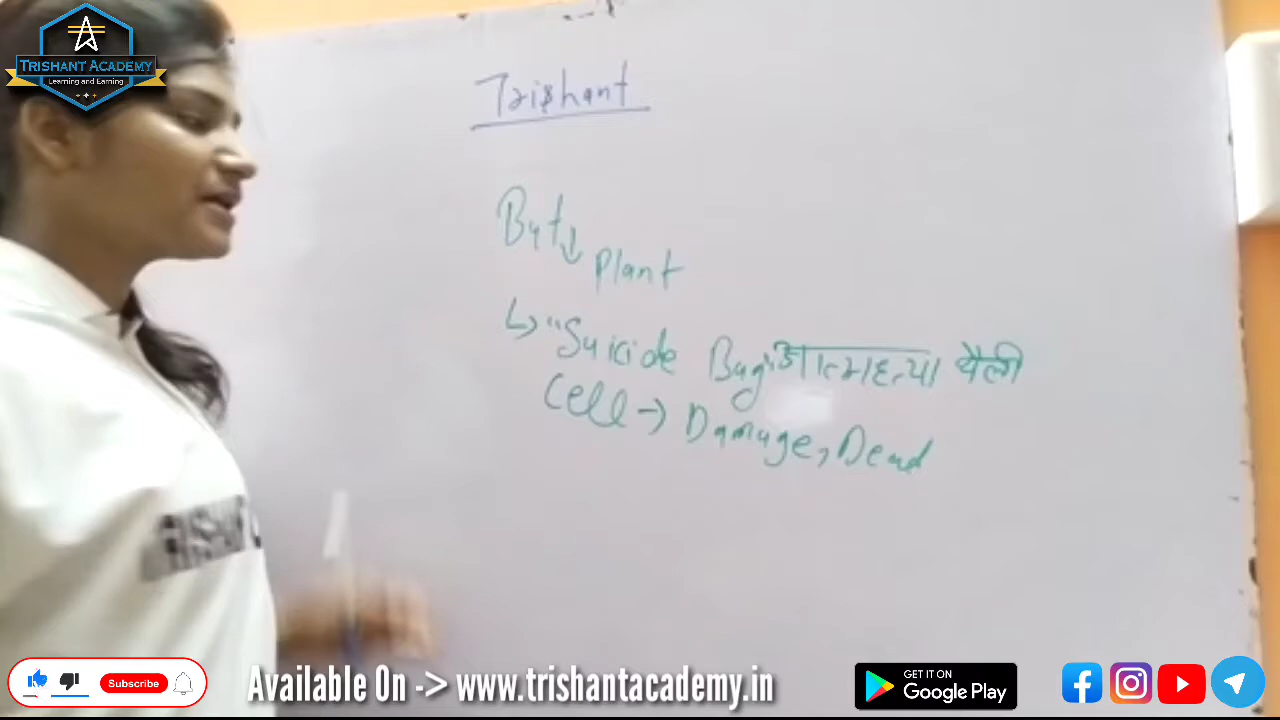 TRISHANT ACADEMY
Learning and Earning
Trishant
But ↓ Plant
↳ "Suicide Bag" आत्महत्या थैली
Cell → Damage, Dead
Subscribe
Available On -> www.trishantacademy.in
GET IT ON
Google Play